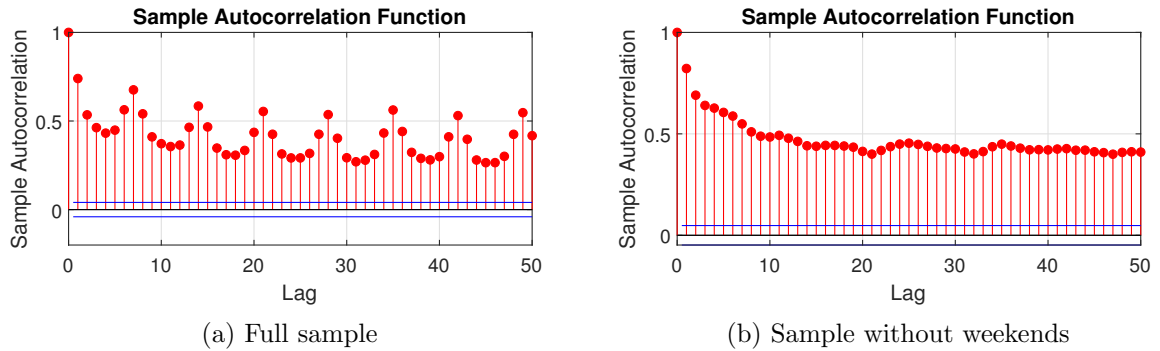 Sample Autocorrelation Function
Sample Autocorrelation
1
0.5
0
0 10 20 30 40 50
Lag
(a) Full sample
Sample Autocorrelation Function
Sample Autocorrelation
1
0.5
0
0 10 20 30 40 50
Lag
(b) Sample without weekends